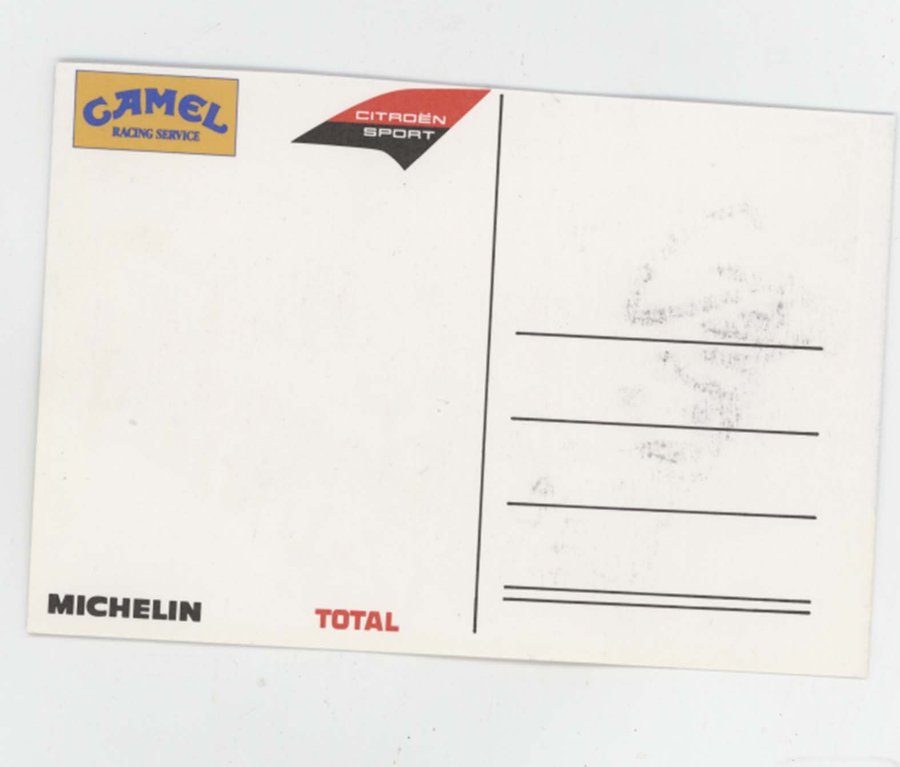 CAMEL
RACING SERVICE
CITROËN
SPORT
MICHELIN
TOTAL